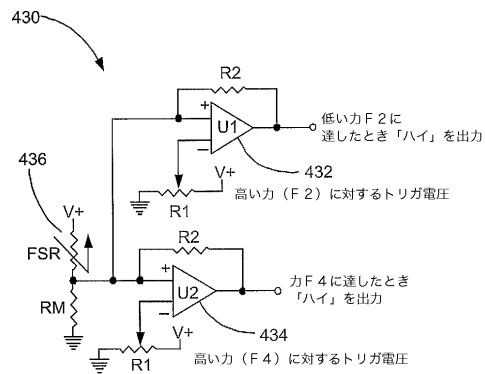 430
R2
+
U1
−
低い力F2に
達したとき「ハイ」を出力
432
V+
R1
高い力(F2)に対するトリガ電圧
436
V+
FSR
RM
R2
+
U2
−
力F4に達したとき
「ハイ」を出力
434
V+
R1
高い力(F4)に対するトリガ電圧